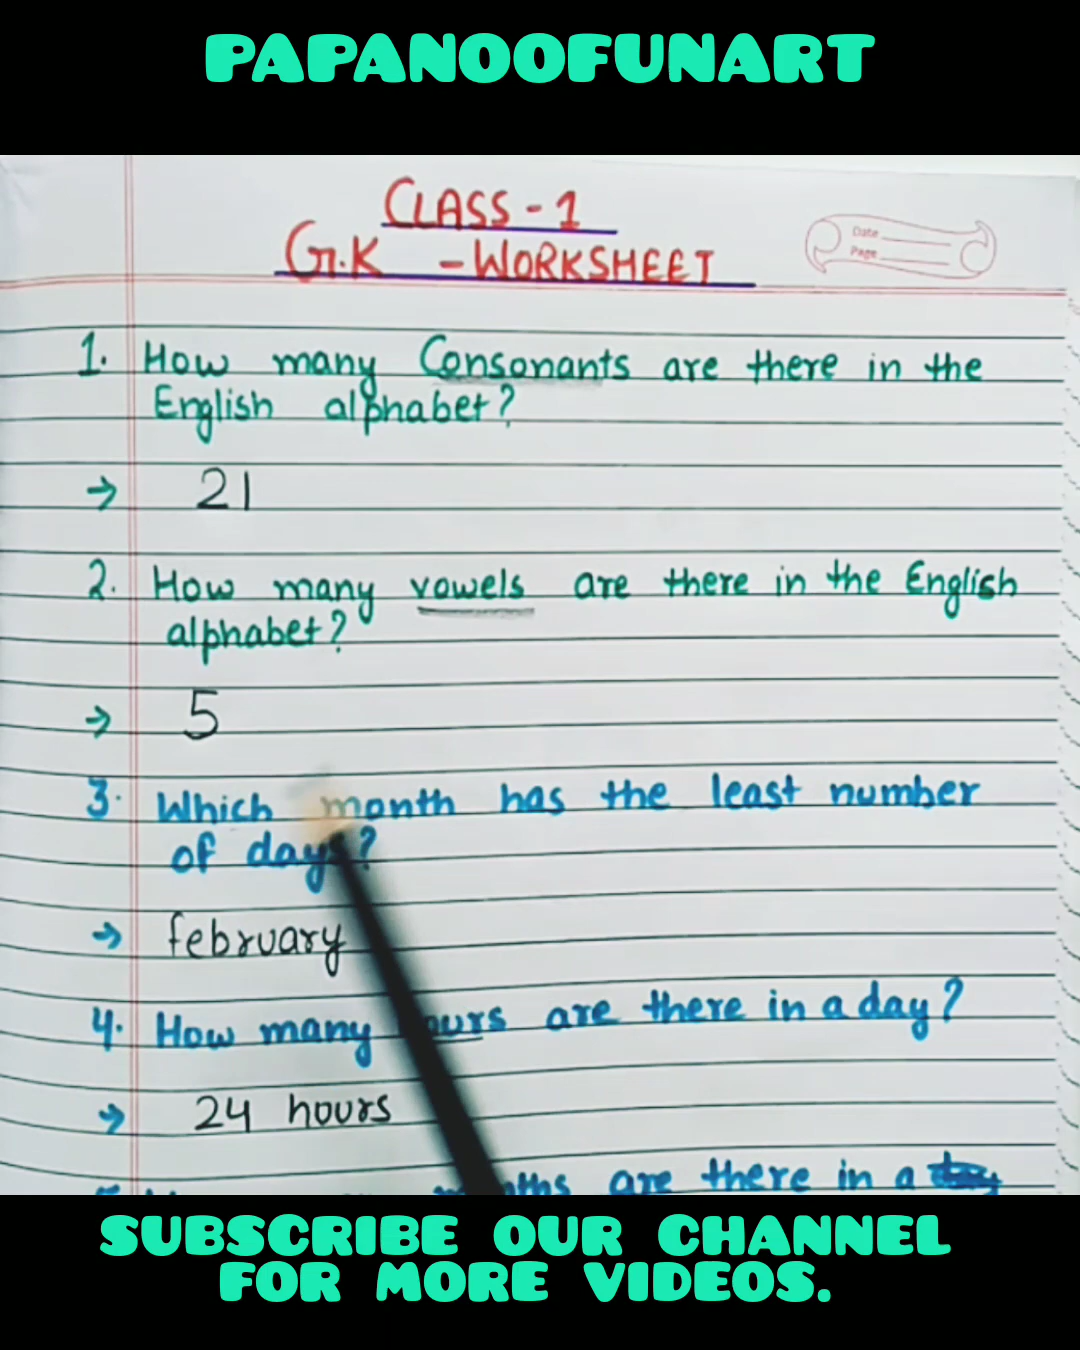 PAPANOOFUNART
CLASS - 1
G.K - WORKSHEET
Date
Page
1. How many Consonants are there in the
English alphabet?
→ 21
2. How many vowels are there in the English
alphabet?
→ 5
3. Which month has the least number
of days?
→ february
4. How many hours are there in a day?
→ 24 hours
are there in a
SUBSCRIBE OUR CHANNEL
FOR MORE VIDEOS.